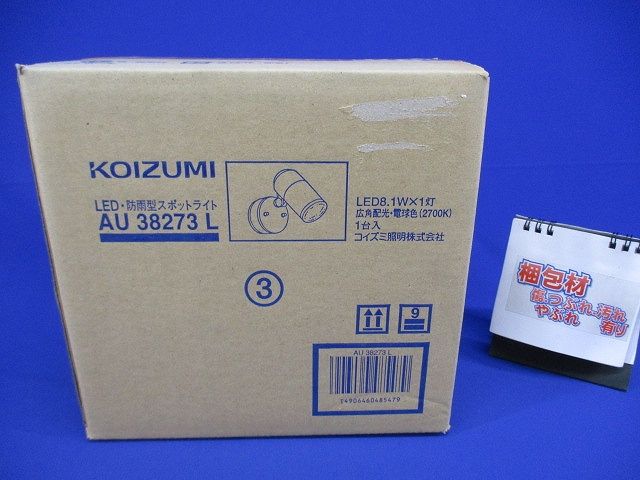 KOIZUMI
LED・防雨型スポットライト
AU 38273 L
LED8.1W×1灯
広角配光・電球色(2700K)
1台入
コイズミ照明株式会社
③
9
AU 38273 L
4906460485479
梱包材
傷つぶれ汚れ
やぶれ 有り